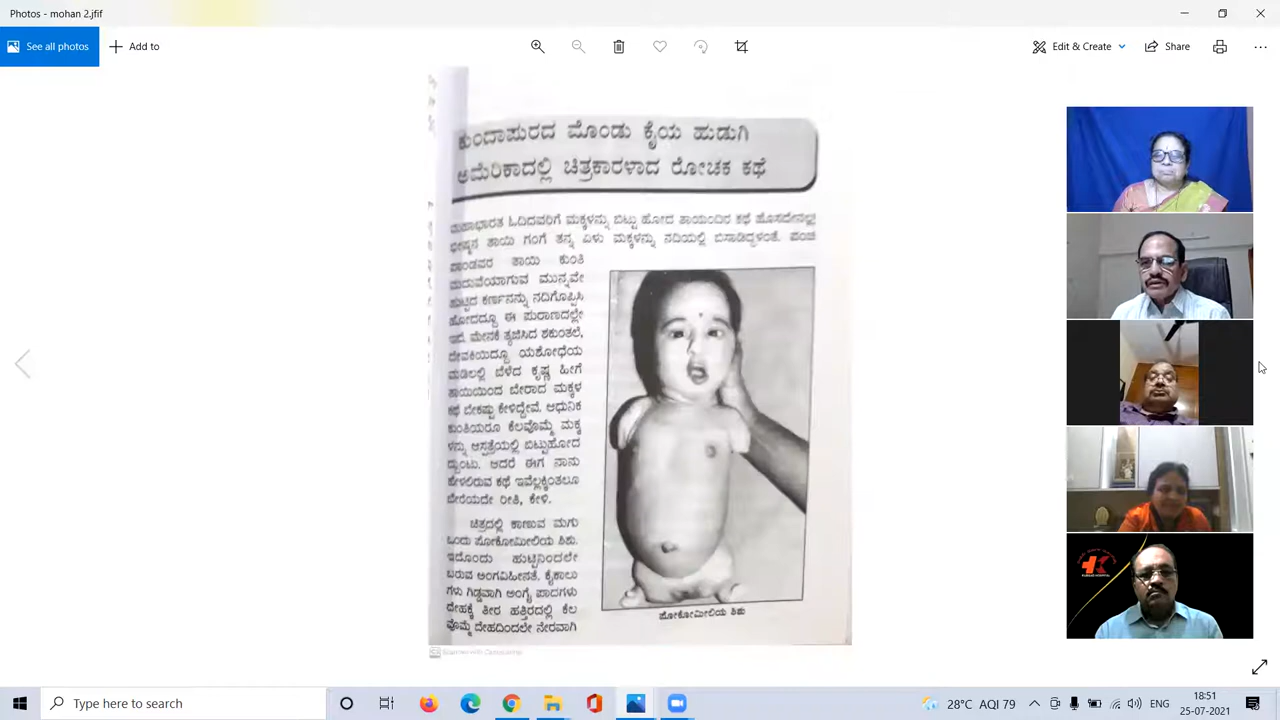 Photos - mohan 2.jfif
See all photos
Add to
Edit & Create
Share
ಕುಂದಾಪುರದ ಮೊಂಡು ಕೈಯ ಹುಡುಗಿ
ಅಮೆರಿಕಾದಲ್ಲಿ ಚಿತ್ರಕಾರಳಾದ ರೋಚಕ ಕಥೆ
ಮಹಾಭಾರತ ಓದಿದವರಿಗೆ ಮಕ್ಕಳನ್ನು ಬಿಟ್ಟು ಹೋದ ತಾಯಂದಿರ ಕಥೆ ಹೊಸದೇನಲ್ಲ!
ಭೀಷ್ಮನ ತಾಯಿ ಗಂಗೆ ತನ್ನ ಏಳು ಮಕ್ಕಳನ್ನು ನದಿಯಲ್ಲಿ ಬಿಸಾಡಿದ್ದಳಂತೆ. ಪಂಚ
ಪಾಂಡವರ ತಾಯಿ ಕುಂತಿ
ಮದುವೆಯಾಗುವ ಮುನ್ನವೇ
ಹುಟ್ಟಿದ ಕರ್ಣನನ್ನು ನದಿಗೊಪ್ಪಿಸಿ
ಹೋದದ್ದೂ ಈ ಪುರಾಣದಲ್ಲೇ
ಇದೆ. ಮೇನಕೆ ತ್ಯಜಿಸಿದ ಶಕುಂತಲೆ,
ದೇವಕಿಯಿದ್ದೂ ಯಶೋಧೆಯ
ಮಡಿಲಲ್ಲಿ ಬೆಳೆದ ಕೃಷ್ಣ ಹೀಗೆ
ತಾಯಿಯಿಂದ ಬೇರಾದ ಮಕ್ಕಳ
ಕಥೆ ಬೇಕಷ್ಟು ಕೇಳಿದ್ದೇವೆ. ಆಧುನಿಕ
ಕುಂತಿಯರೂ ಕೆಲವೊಮ್ಮೆ ಮಕ್ಕ
ಳನ್ನು ಆಸ್ಪತ್ರೆಯಲ್ಲಿ ಬಿಟ್ಟುಹೋದ
ದ್ದುಂಟು. ಆದರೆ ಈಗ ನಾನು
ಹೇಳಲಿರುವ ಕಥೆ ಇವೆಲ್ಲಕ್ಕಿಂತಲೂ
ಬೇರೆಯದೇ ರೀತಿ, ಕೇಳಿ.
ಚಿತ್ರದಲ್ಲಿ ಕಾಣುವ ಮಗು
ಒಂದು ಫೋಕೋಮೀಲಿಯ ಶಿಶು.
ಇದೊಂದು ಹುಟ್ಟಿನಿಂದಲೇ
ಬರುವ ಅಂಗವಿಹೀನತೆ. ಕೈಕಾಲು
ಗಳು ಗಿಡ್ಡವಾಗಿ ಅಂಗೈ ಪಾದಗಳು
ದೇಹಕ್ಕೆ ತೀರ ಹತ್ತಿರದಲ್ಲಿ ಕೆಲ
ವೊಮ್ಮೆ ದೇಹದಿಂದಲೇ ನೇರವಾಗಿ
ಫೋಕೋಮೀಲಿಯ ಶಿಶು
Type here to search
28°C AQI 79
ENG
18:51
25-07-2021